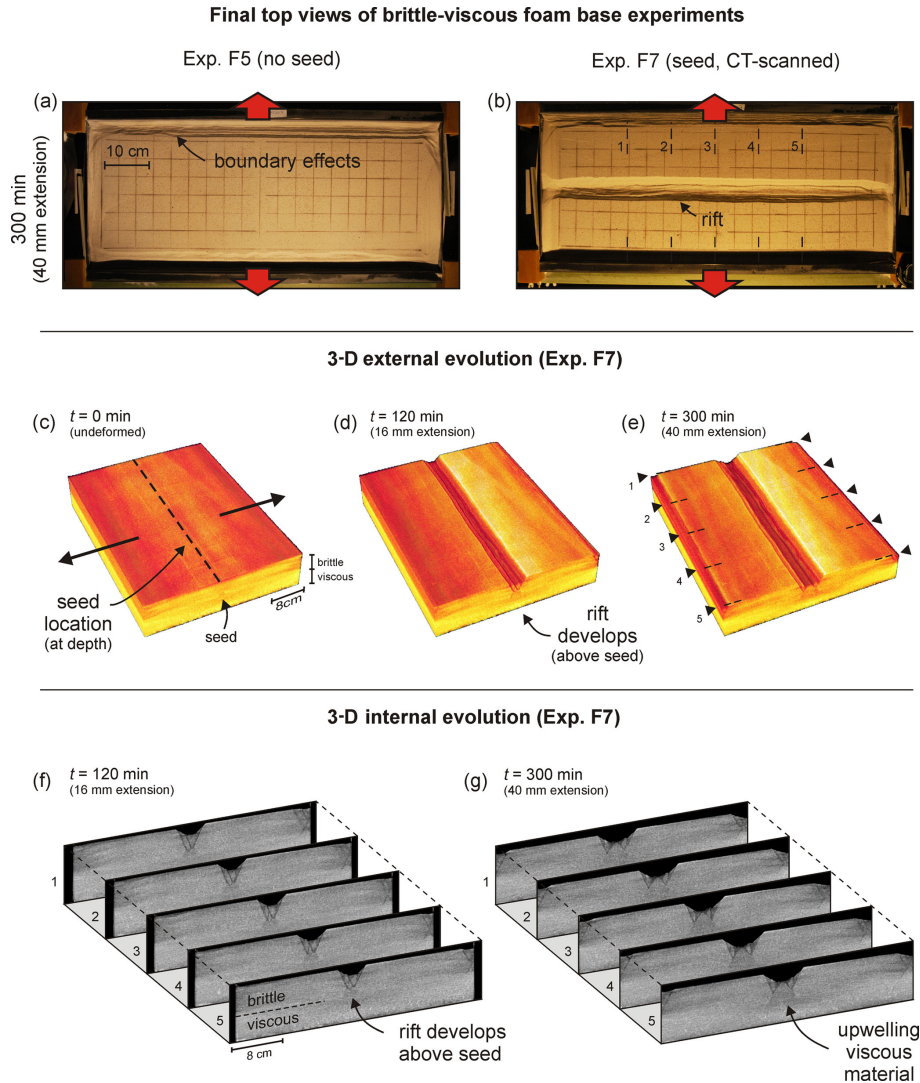 Final top views of brittle-viscous foam base experiments
Exp. F5 (no seed)
Exp. F7 (seed, CT-scanned)
(a)
(b)
300 min
(40 mm extension)
10 cm
boundary effects
1
2
3
4
5
rift
3-D external evolution (Exp. F7)
(c)
t = 0 min
(undeformed)
(d)
t = 120 min
(16 mm extension)
(e)
t = 300 min
(40 mm extension)
brittle
viscous
8cm
seed
location
(at depth)
seed
rift
develops
(above seed)
1
2
3
4
5
3-D internal evolution (Exp. F7)
(f)
t = 120 min
(16 mm extension)
(g)
t = 300 min
(40 mm extension)
1
2
3
4
5
brittle
viscous
8 cm
rift develops
above seed
1
2
3
4
5
upwelling
viscous
material